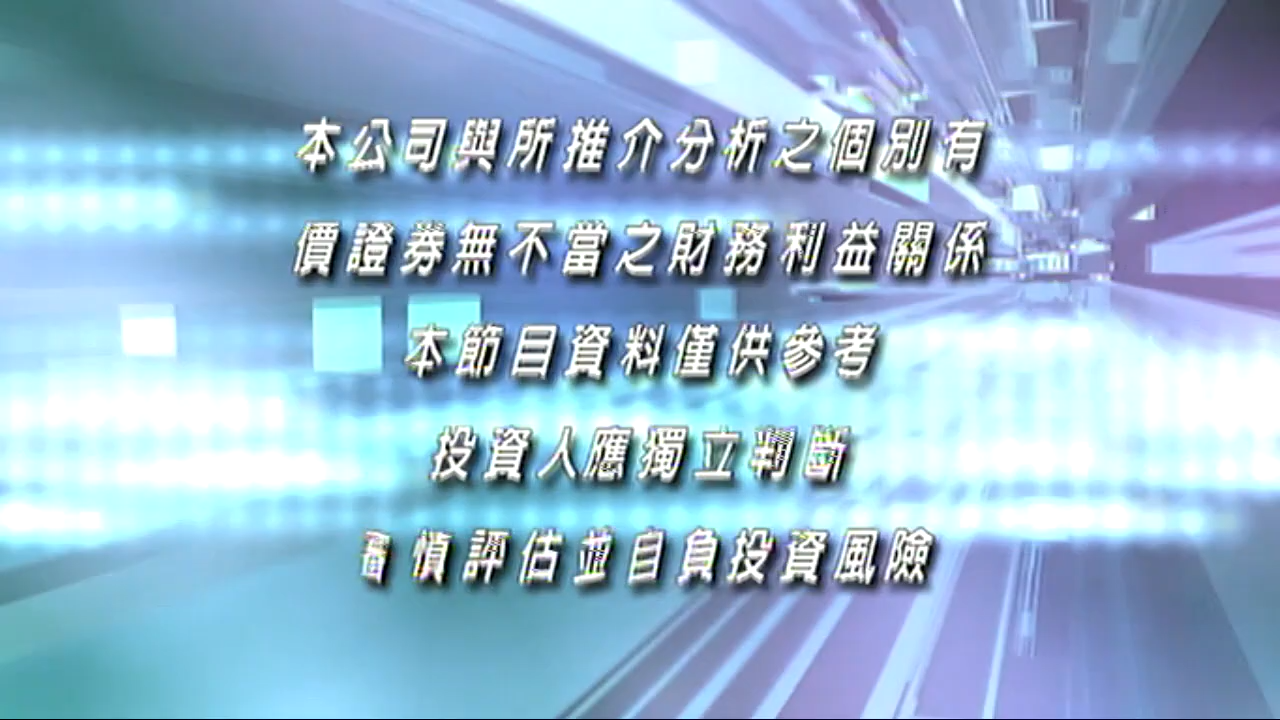 本公司與所推介分析之個別有
價證券無不當之財務利益關係
本節目資料僅供參考
投資人應獨立判斷
審慎評估並自負投資風險